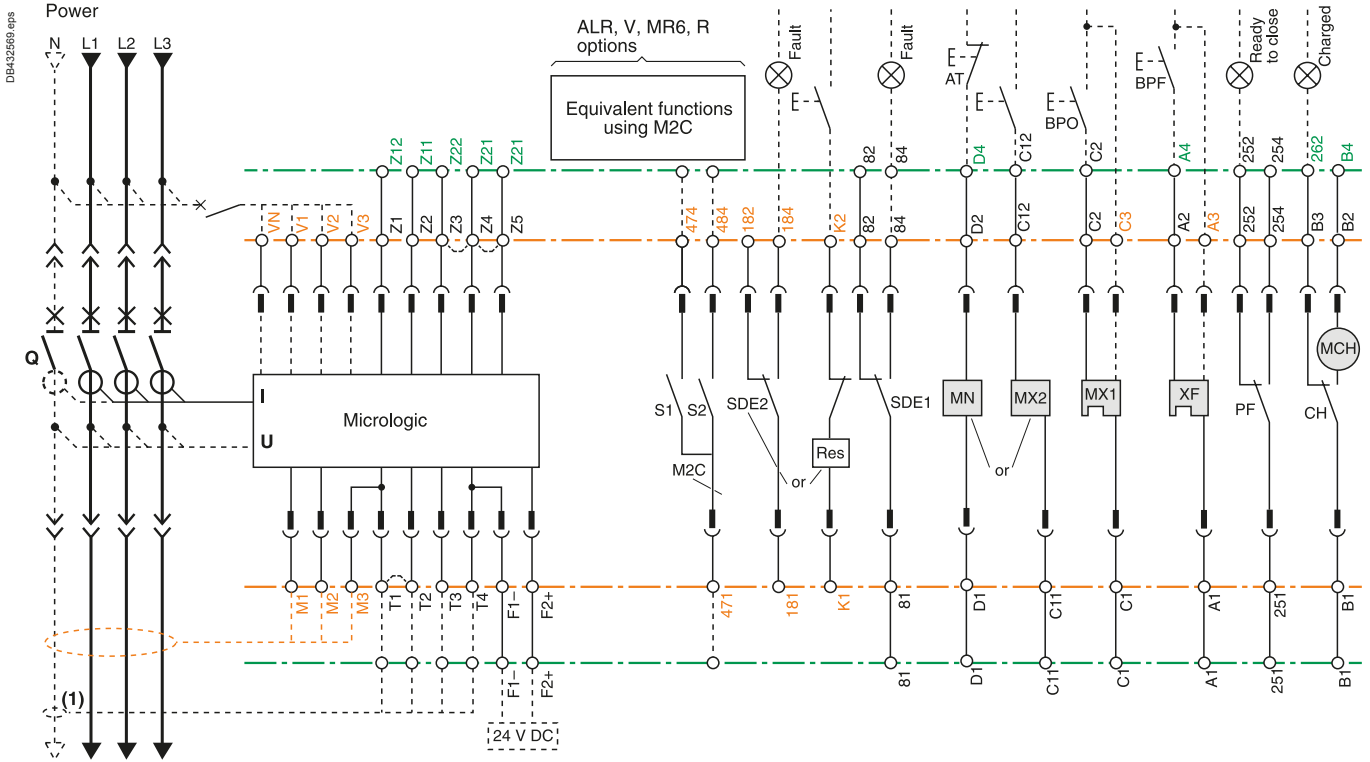 DB432569.eps
Power
N L1 L2 L3
ALR, V, MR6, R
options
Equivalent functions
using M2C
Fault
Fault
AT
BPO
BPF
Ready
to close
Charged
Z12 Z11 Z22 Z21 Z21
82 84 D4 C12 C2 A4 252 254 262 B4
VN V1 V2 V3 Z1 Z2 Z3 Z4 Z5
474 484 182 184 K2 82 84 D2 C12 C2 C3 A2 A3 252 254 B3 B2
Q
MCH
I
Micrologic
U
S1 S2 SDE2 SDE1 MN MX2 MX1 XF PF CH
Res
M2C
or
or
M1 M2 M3 T1 T2 T3 T4 F1– F2+
471 181 K1 81 D1 C11 C1 A1 251 B1
(1)
F1– F2+
81 D1 C11 C1 A1 251 B1
24 V DC